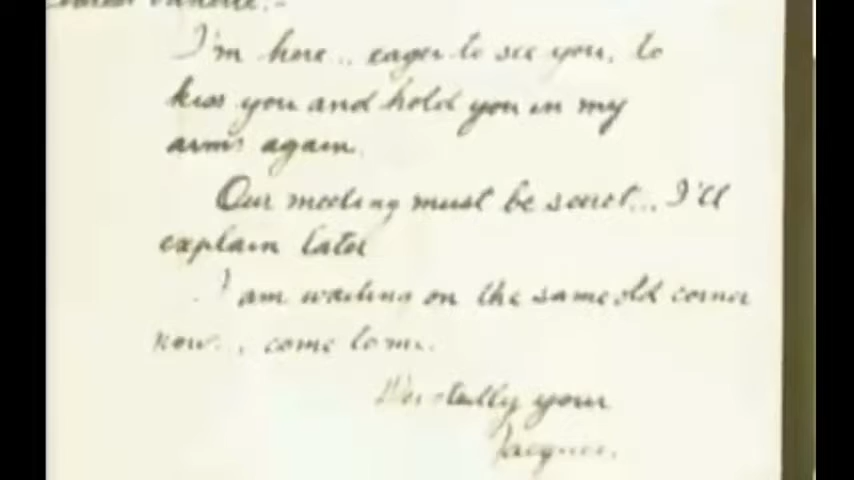 I'm here... eager to see you, to
kiss you and hold you in my
arms again.
Our meeting must be secret... I'll
explain later
I am waiting on the same old corner
now... come to me.
your
Jacques.